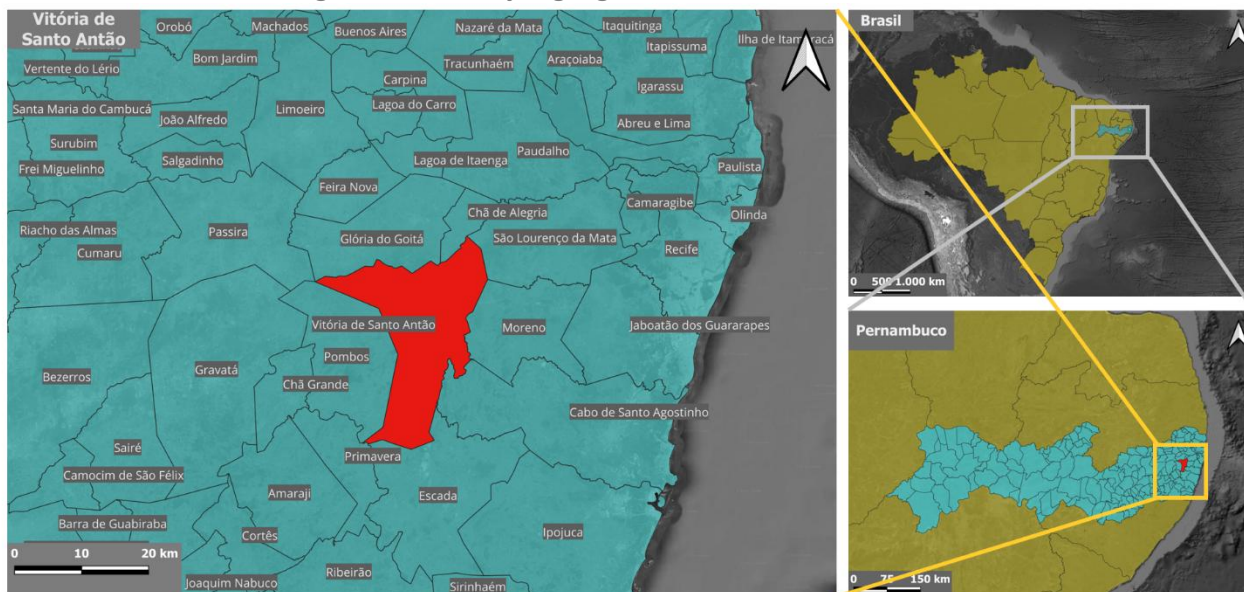 Vitória de
Santo Antão
Orobó
Machados
Buenos Aires
Nazaré da Mata
Itaquitinga
Ilha de Itamaracá
Vertente do Lério
Bom Jardim
Tracunhaém
Araçoiaba
Itapissuma
Carpina
Igarassu
Santa Maria do Cambucá
João Alfredo
Limoeiro
Lagoa do Carro
Abreu e Lima
Surubim
Salgadinho
Lagoa de Itaenga
Paudalho
Frei Miguelinho
Paulista
Feira Nova
Camaragibe
Chã de Alegria
Olinda
Riacho das Almas
Passira
Glória do Goitá
São Lourenço da Mata
Recife
Cumaru
Vitória de Santo Antão
Moreno
Jaboatão dos Guararapes
Pombos
Bezerros
Gravatá
Chã Grande
Cabo de Santo Agostinho
Sairé
Primavera
Camocim de São Félix
Amaraji
Escada
Barra de Guabiraba
Cortês
Ipojuca
0 10 20 km
Joaquim Nabuco
Ribeirão
Sirinhaém
Brasil
0 500 1.000 km
Pernambuco
0 75 150 km